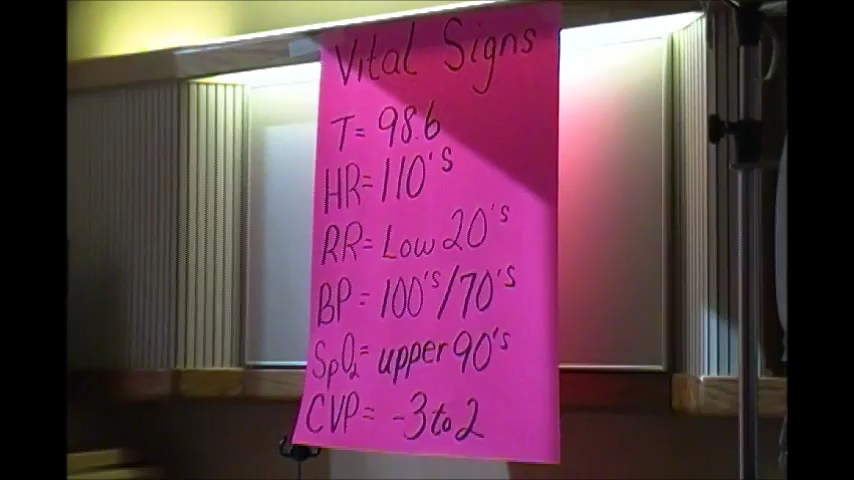 Vital Signs
T= 98.6
HR= 110's
RR= Low 20's
BP = 100's/70's
SpO₂= upper 90's
CVP= -3 to 2